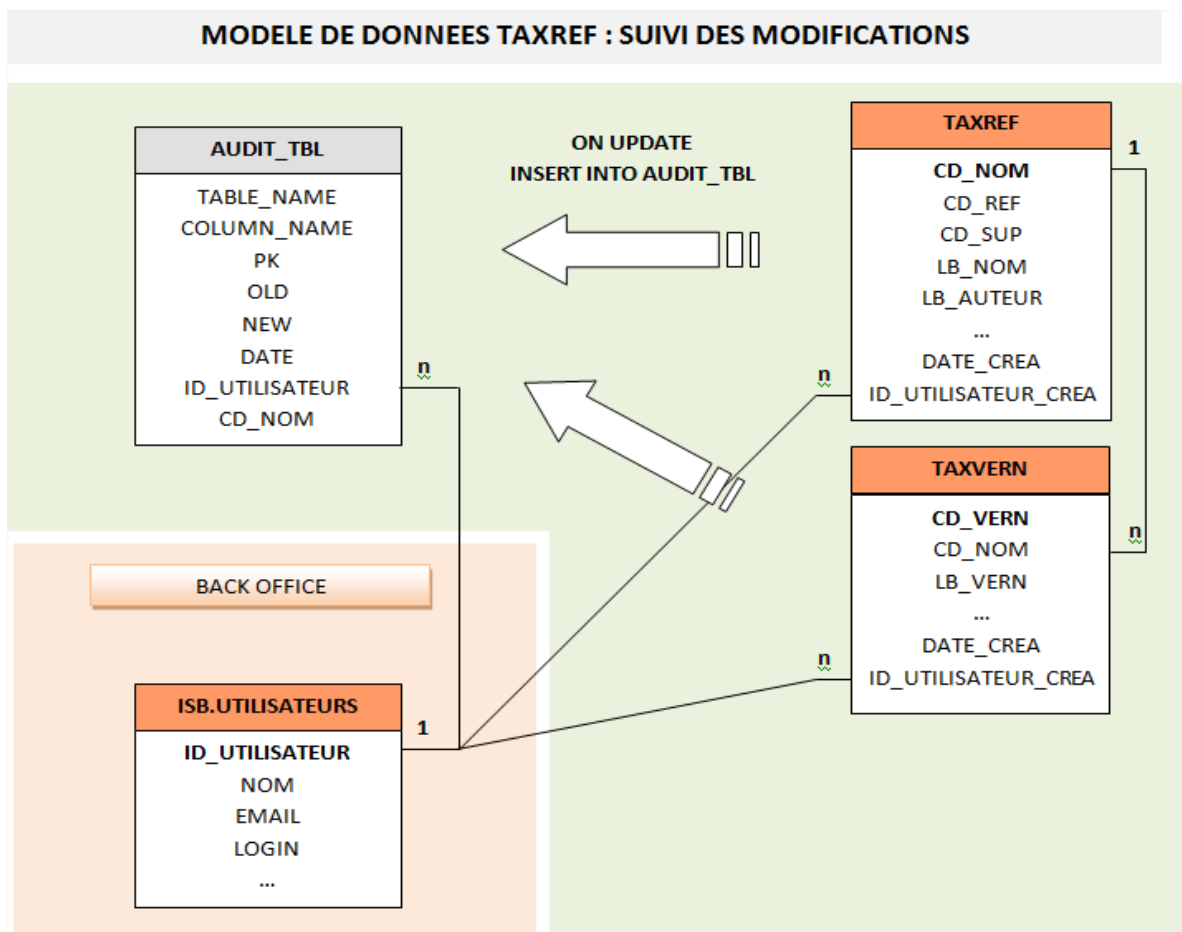 MODELE DE DONNEES TAXREF : SUIVI DES MODIFICATIONS
AUDIT_TBL
TABLE_NAME
COLUMN_NAME
PK
OLD
NEW
DATE
ID_UTILISATEUR
CD_NOM
n
ON UPDATE
INSERT INTO AUDIT_TBL
TAXREF
CD_NOM
CD_REF
CD_SUP
LB_NOM
LB_AUTEUR
...
DATE_CREA
ID_UTILISATEUR_CREA
1
n
TAXVERN
CD_VERN
CD_NOM
LB_VERN
...
DATE_CREA
ID_UTILISATEUR_CREA
n
n
BACK OFFICE
ISB.UTILISATEURS
ID_UTILISATEUR
NOM
EMAIL
LOGIN
...
1